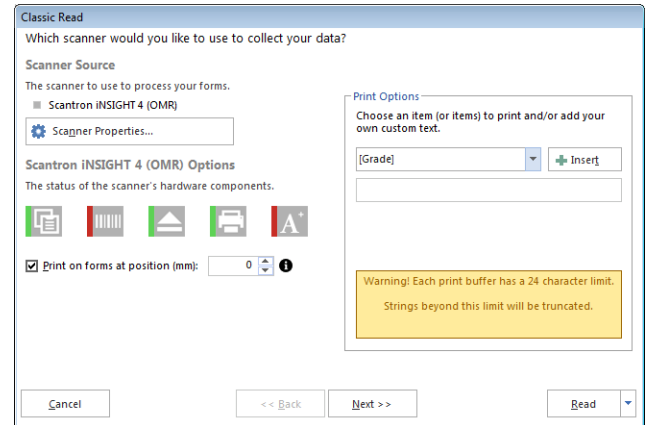 Classic Read
Which scanner would you like to use to collect your data?
Scanner Source
The scanner to use to process your forms.
Scantron iNSIGHT 4 (OMR)
Scanner Properties...
Scantron iNSIGHT 4 (OMR) Options
The status of the scanner's hardware components.
A+
Print on forms at position (mm): 0
Print Options
Choose an item (or items) to print and/or add your
own custom text.
[Grade]
Insert
Warning! Each print buffer has a 24 character limit.
Strings beyond this limit will be truncated.
Cancel
<< Back
Next >>
Read